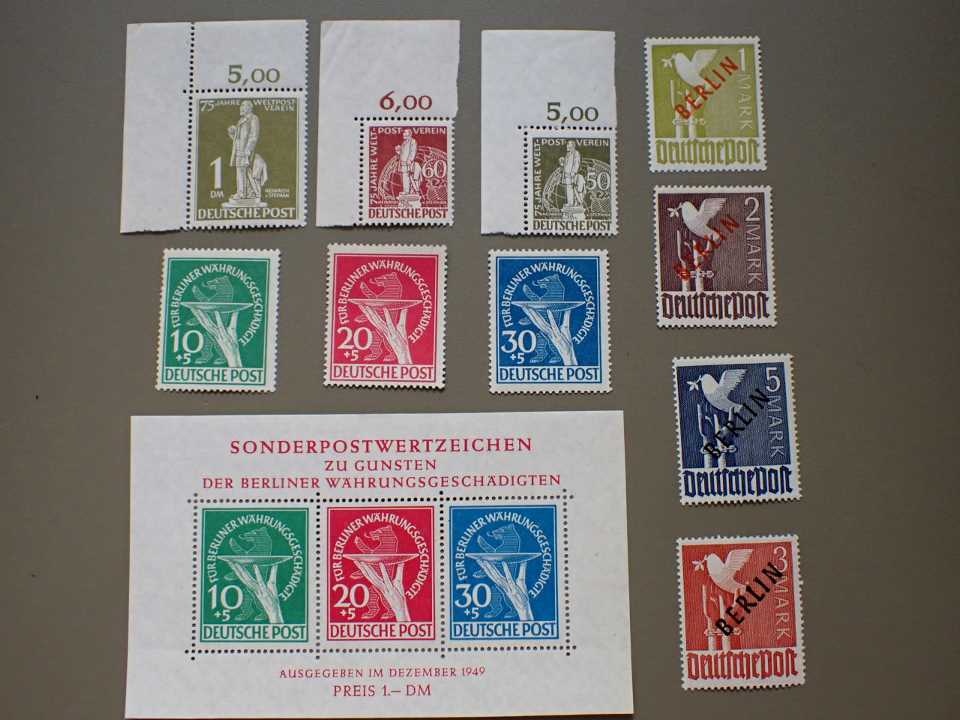 5,00
75 JAHRE WELTPOST
VEREIN
1
DM
HEINRICH
v. STEPHAN
DEUTSCHE POST
6,00
75 JAHRE WELT-
POST-VEREIN
60
DEUTSCHE POST
5,00
75 JAHRE WELT-
POST-VEREIN
50
DEUTSCHE POST
1 MARK
BERLIN
Deutsche Post
2 MARK
BERLIN
Deutsche Post
5 MARK
BERLIN
Deutsche Post
3 MARK
BERLIN
Deutsche Post
FÜR BERLINER WÄHRUNGSGESCHÄDIGTE
10
+5
DEUTSCHE POST
FÜR BERLINER WÄHRUNGSGESCHÄDIGTE
20
+5
DEUTSCHE POST
FÜR BERLINER WÄHRUNGSGESCHÄDIGTE
30
+5
DEUTSCHE POST
SONDERPOSTWERTZEICHEN
ZU GUNSTEN
DER BERLINER WÄHRUNGSGESCHÄDIGTEN
FÜR BERLINER WÄHRUNGSGESCHÄDIGTE
10
+5
DEUTSCHE POST
FÜR BERLINER WÄHRUNGSGESCHÄDIGTE
20
+5
DEUTSCHE POST
FÜR BERLINER WÄHRUNGSGESCHÄDIGTE
30
+5
DEUTSCHE POST
AUSGEGEBEN IM DEZEMBER 1949
PREIS 1.— DM